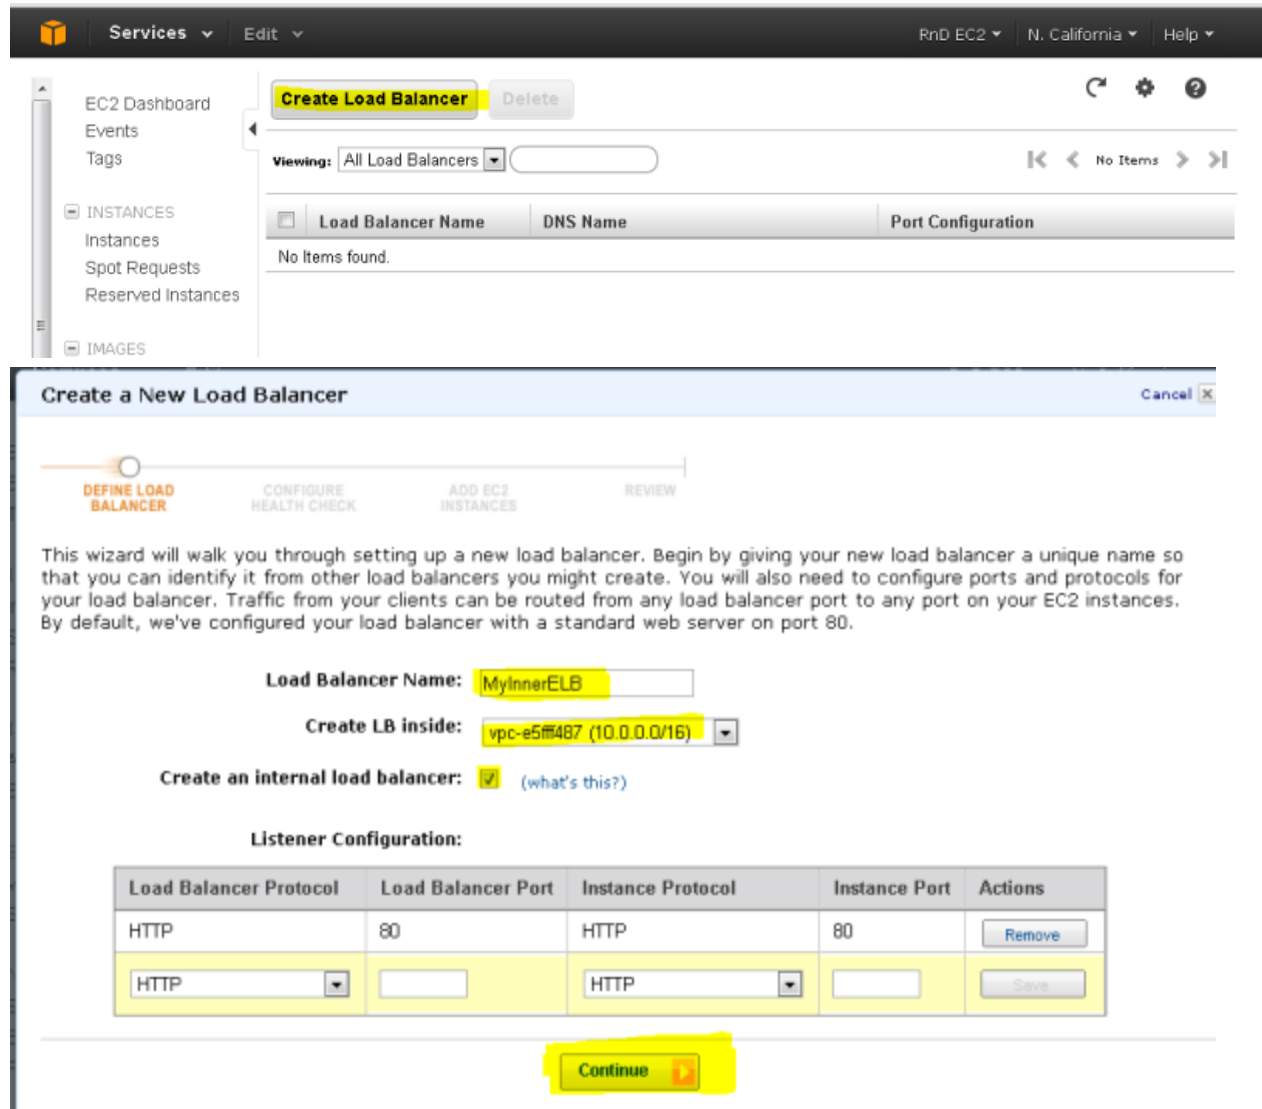 Services Edit RnD EC2 N. California Help
EC2 Dashboard
Events
Tags
INSTANCES
Instances
Spot Requests
Reserved Instances
IMAGES
Create Load Balancer Delete
Viewing: All Load Balancers No Items
Load Balancer Name DNS Name Port Configuration
No Items found.
Create a New Load Balancer Cancel
DEFINE LOAD BALANCER
CONFIGURE HEALTH CHECK
ADD EC2 INSTANCES
REVIEW
This wizard will walk you through setting up a new load balancer. Begin by giving your new load balancer a unique name so
that you can identify it from other load balancers you might create. You will also need to configure ports and protocols for
your load balancer. Traffic from your clients can be routed from any load balancer port to any port on your EC2 instances.
By default, we've configured your load balancer with a standard web server on port 80.
Load Balancer Name: MyInnerELB
Create LB inside: vpc-e5fff487 (10.0.0.0/16)
Create an internal load balancer: (what's this?)
Listener Configuration:
Load Balancer Protocol Load Balancer Port Instance Protocol Instance Port Actions
HTTP 80 HTTP 80 Remove
HTTP HTTP Save
Continue